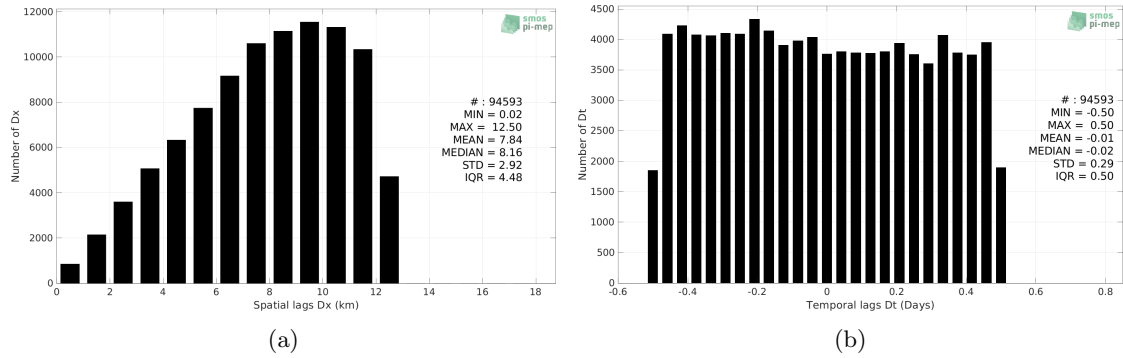 12000
10000
8000
6000
4000
2000
0
Number of Dx
0 2 4 6 8 10 12 14 16 18
Spatial lags Dx (km)
smos
pi-mep
# : 94593
MIN = 0.02
MAX = 12.50
MEAN = 7.84
MEDIAN = 8.16
STD = 2.92
IQR = 4.48
(a)
4500
4000
3500
3000
2500
2000
1500
1000
500
0
Number of Dt
-0.6 -0.4 -0.2 0 0.2 0.4 0.6 0.8
Temporal lags Dt (Days)
smos
pi-mep
# : 94593
MIN = -0.50
MAX = 0.50
MEAN = -0.01
MEDIAN = -0.02
STD = 0.29
IQR = 0.50
(b)